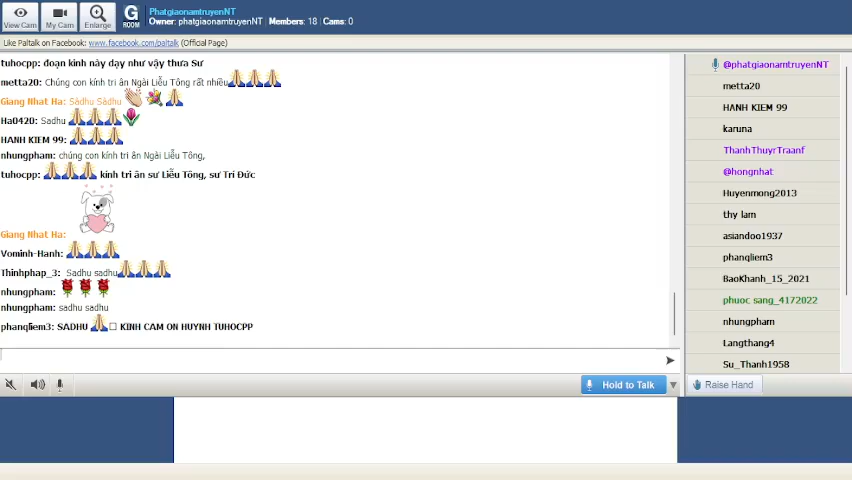 View Cam
My Cam
Enlarge
G
ROOM
PhatgiaonamtruyenNT
Owner: phatgiaonamtruyenNT | Members: 18 | Cams: 0
Like Paltalk on Facebook: www.facebook.com/paltalk (Official Page)
tuhocpp: đoạn kinh này dạy như vậy thưa Sư
metta20: Chúng con kính tri ân Ngài Liễu Tông rất nhiều
Giang Nhat Ha: Sādhu Sādhu
Ha0420: Sadhu
HANH KIEM 99:
nhungpham: chúng con kính tri ân Ngài Liễu Tông,
tuhocpp: kính tri ân sư Liễu Tông, sư Trí Đức
Giang Nhat Ha:
Vominh-Hanh:
Thinhphap_3: Sadhu sadhu
nhungpham:
nhungpham: sadhu sadhu
phanqliem3: SADHU KINH CAM ON HUYNH TUHOCPP
Hold to Talk
@phatgiaonamtruyenNT
metta20
HANH KIEM 99
karuna
ThanhThuyrTraanf
@hongnhat
Huyenmong2013
thy lam
asiandoo1937
phanqliem3
BaoKhanh_15_2021
phuoc sang_4172022
nhungpham
Langthang4
Su_Thanh1958
Raise Hand